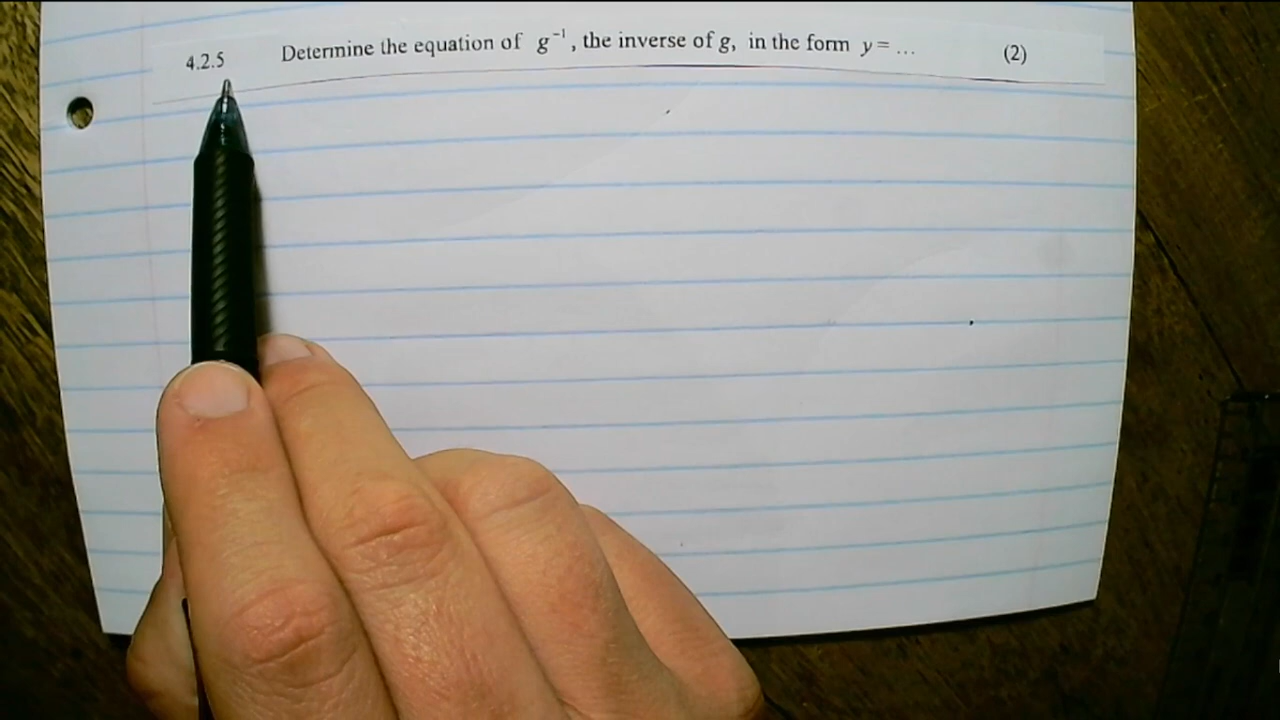 4.2.5 Determine the equation of g⁻¹, the inverse of g, in the form y = ... (2)